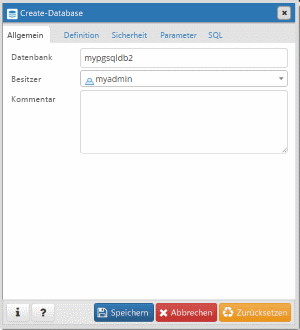 Create-Database
Allgemein Definition Sicherheit Parameter SQL
Datenbank mypgsqldb2
Besitzer myadmin
Kommentar
i ? Speichern Abbrechen Zurücksetzen